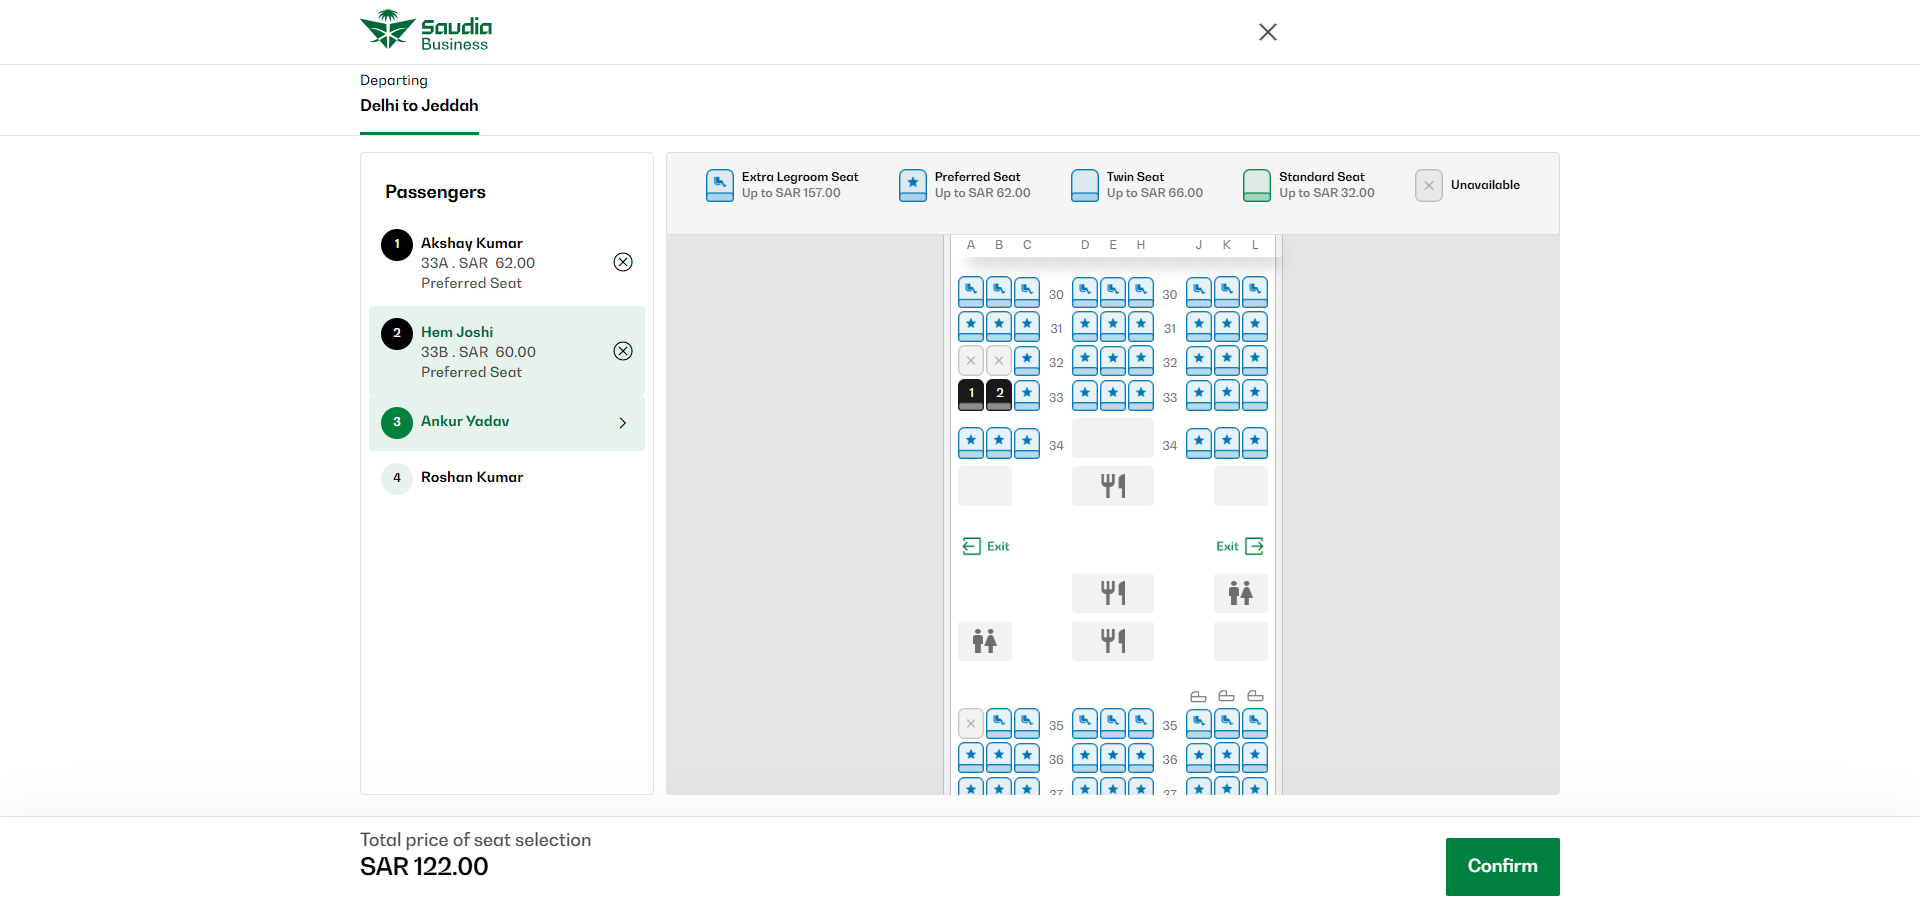 Saudia
Business
Departing
Delhi to Jeddah
Passengers
1 Akshay Kumar
33A . SAR 62.00
Preferred Seat
2 Hem Joshi
33B . SAR 60.00
Preferred Seat
3 Ankur Yadav
4 Roshan Kumar
Extra Legroom Seat
Up to SAR 157.00
Preferred Seat
Up to SAR 62.00
Twin Seat
Up to SAR 66.00
Standard Seat
Up to SAR 32.00
Unavailable
A B C D E H J K L
30 30
31 31
32 32
1 2 33 33
34 34
Exit Exit
35 35
36 36
37 37
Total price of seat selection
SAR 122.00
Confirm